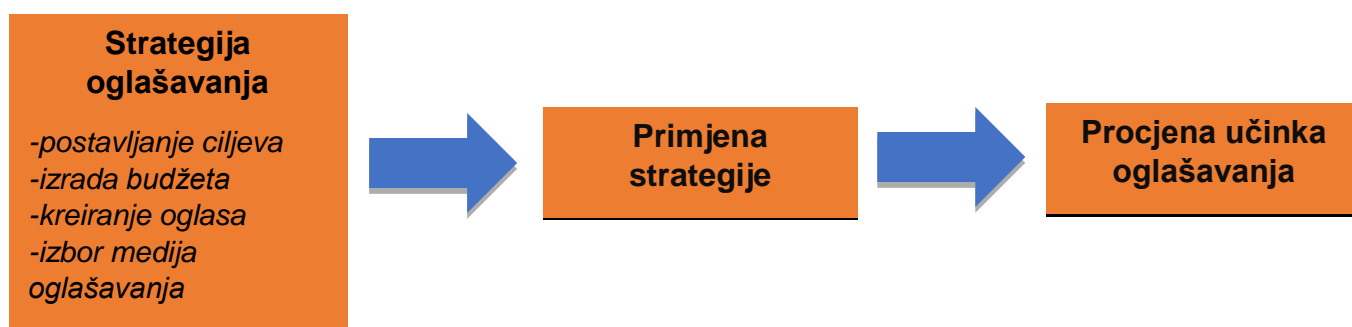 Strategija
oglašavanja
-postavljanje ciljeva
-izrada budžeta
-kreiranje oglasa
-izbor medija
oglašavanja
Primjena
strategije
Procjena učinka
oglašavanja